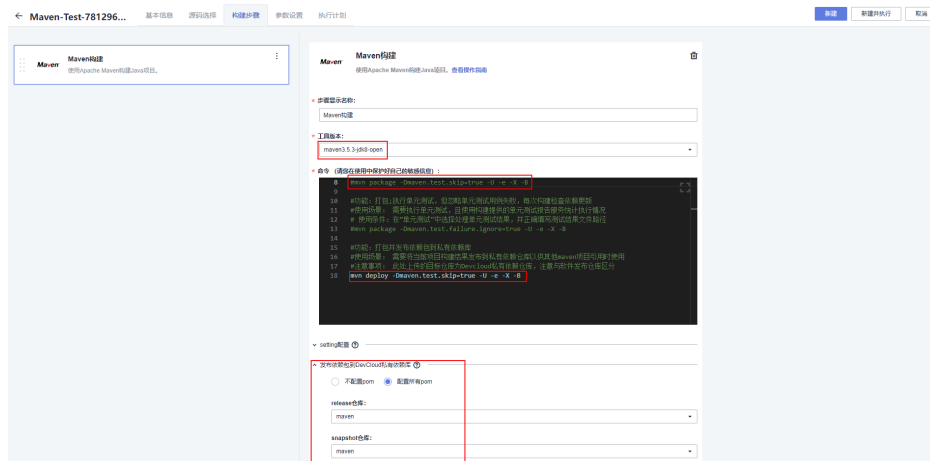 ← Maven-Test-781296... 基本信息 源码选择 构建步骤 参数设置 执行计划 新建 新建并执行 取消
Maven Maven构建
使用Apache Maven构建Java项目。
Maven Maven构建
使用Apache Maven构建Java项目。查看操作指南
* 步骤显示名称：
Maven构建
* 工具版本：
maven3.5.3-jdk8-open
* 命令 （请您在使用中保护好自己的敏感信息）：
8 #mvn package -Dmaven.test.skip=true -U -e -X -B
9
10 #功能：打包;执行单元测试，但忽略单元测试用例失败，每次构建检查依赖更新
11 #使用场景： 需要执行单元测试，且使用构建提供的单元测试报告服务统计执行情况
12 # 使用条件：在"单元测试"中选择处理单元测试结果，并正确填写测试结果文件路径
13 #mvn package -Dmaven.test.failure.ignore=true -U -e -X -B
14
15 #功能：打包并发布依赖包到私有依赖库
16 #使用场景： 需要将当前项目构建结果发布到私有依赖仓库以供其他maven项目引用时使用
17 #注意事项： 此处上传的目标仓库为Devcloud私有依赖仓库，注意与软件发布仓库区分
18 mvn deploy -Dmaven.test.skip=true -U -e -X -B
setting配置
发布依赖包到DevCloud私有依赖库
不配置pom 配置所有pom
release仓库：
maven
snapshot仓库：
maven